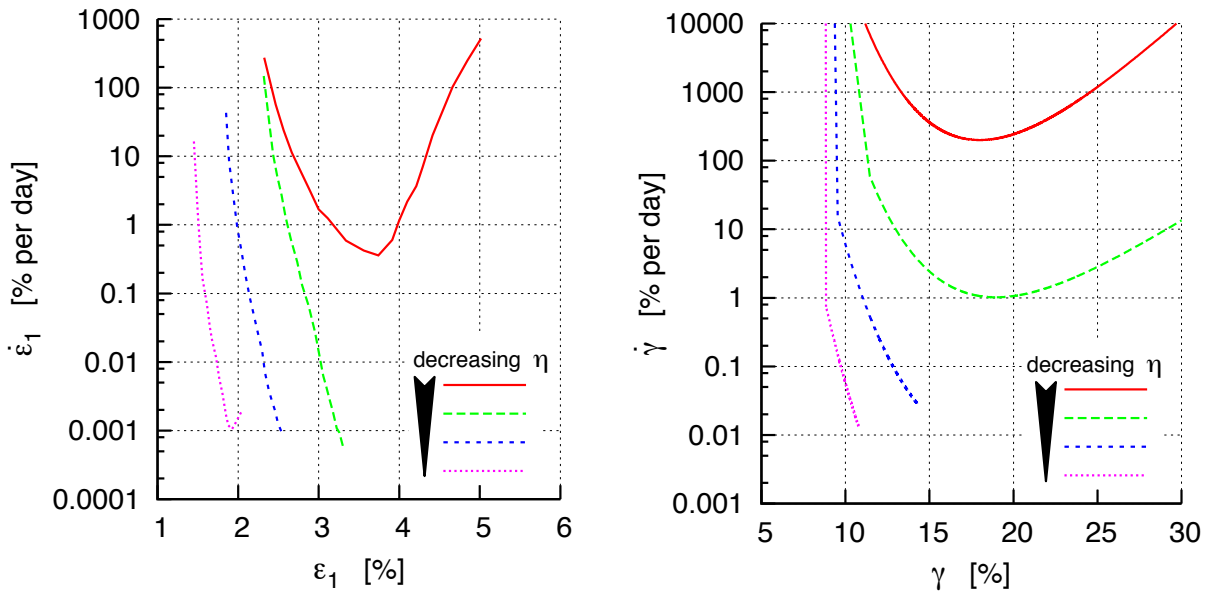 1000
100
10
1
0.1
0.01
0.001
0.0001
ε̇₁ [% per day]
decreasing η
1 2 3 4 5 6
ε₁ [%]
10000
1000
100
10
1
0.1
0.01
0.001
γ̇ [% per day]
decreasing η
5 10 15 20 25 30
γ [%]